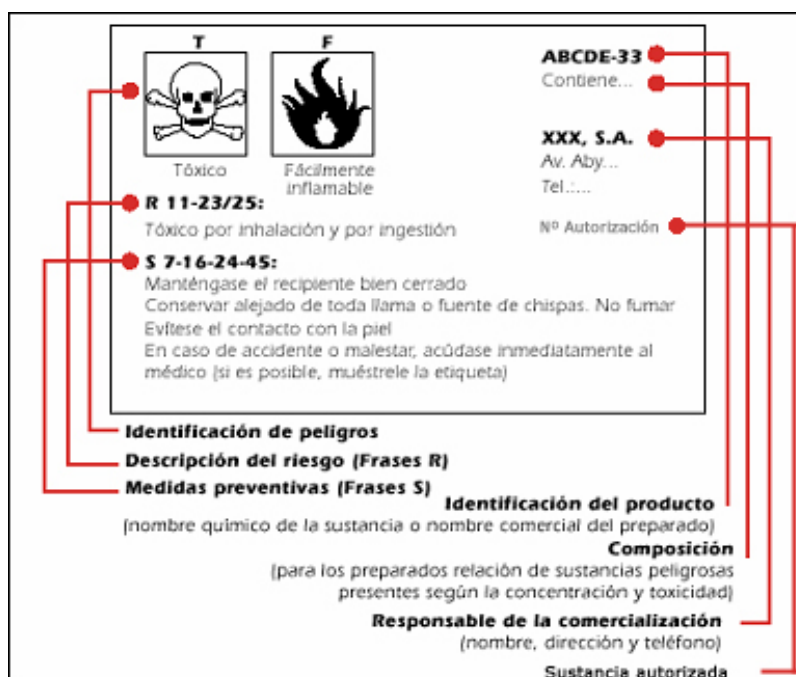 T
F
Tóxico
Fácilmente
inflamable
ABCDE-33
Contiene...
XXX, S.A.
Av. Aby...
Tel.:...
Nº Autorización
R 11-23/25:
Tóxico por inhalación y por ingestión
S 7-16-24-45:
Manténgase el recipiente bien cerrado
Conservar alejado de toda llama o fuente de chispas. No fumar
Evítese el contacto con la piel
En caso de accidente o malestar, acúdase inmediatamente al
médico (si es posible, muéstrele la etiqueta)
Identificación de peligros
Descripción del riesgo (Frases R)
Medidas preventivas (Frases S)
Identificación del producto
(nombre químico de la sustancia o nombre comercial del preparado)
Composición
(para los preparados relación de sustancias peligrosas
presentes según la concentración y toxicidad)
Responsable de la comercialización
(nombre, dirección y teléfono)
Sustancia autorizada